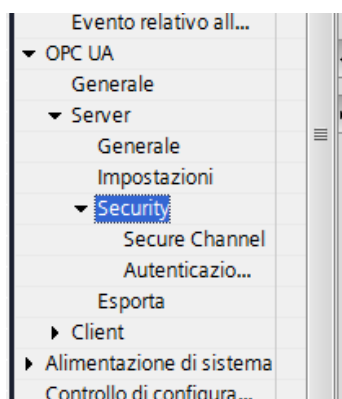 Evento relativo all...
OPC UA
Generale
Server
Generale
Impostazioni
Security
Secure Channel
Autenticazio...
Esporta
Client
Alimentazione di sistema
Controllo di configura...